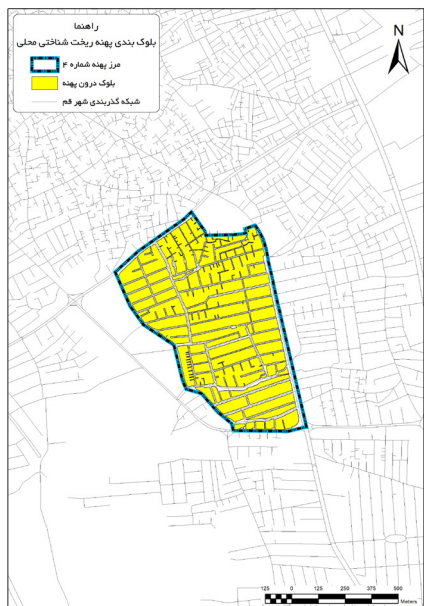 راهنما
بلوک بندی پهنه ریخت شناختی محلی
مرز پهنه شماره ۴
بلوک درون پهنه
شبکه گذربندی شهر قم
N
125 0 125 250 375 500
Meters